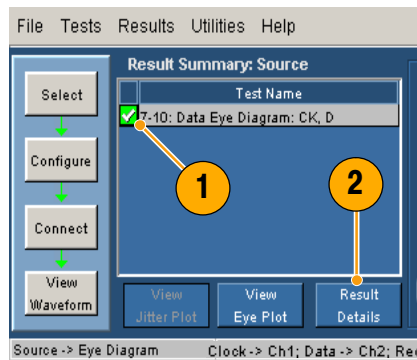 File Tests Results Utilities Help
Result Summary: Source
Select
Test Name
7-10: Data Eye Diagram: CK, D
Configure
1
2
Connect
View Waveform
View Jitter Plot
View Eye Plot
Result Details
Source -> Eye Diagram Clock -> Ch1; Data -> Ch2;